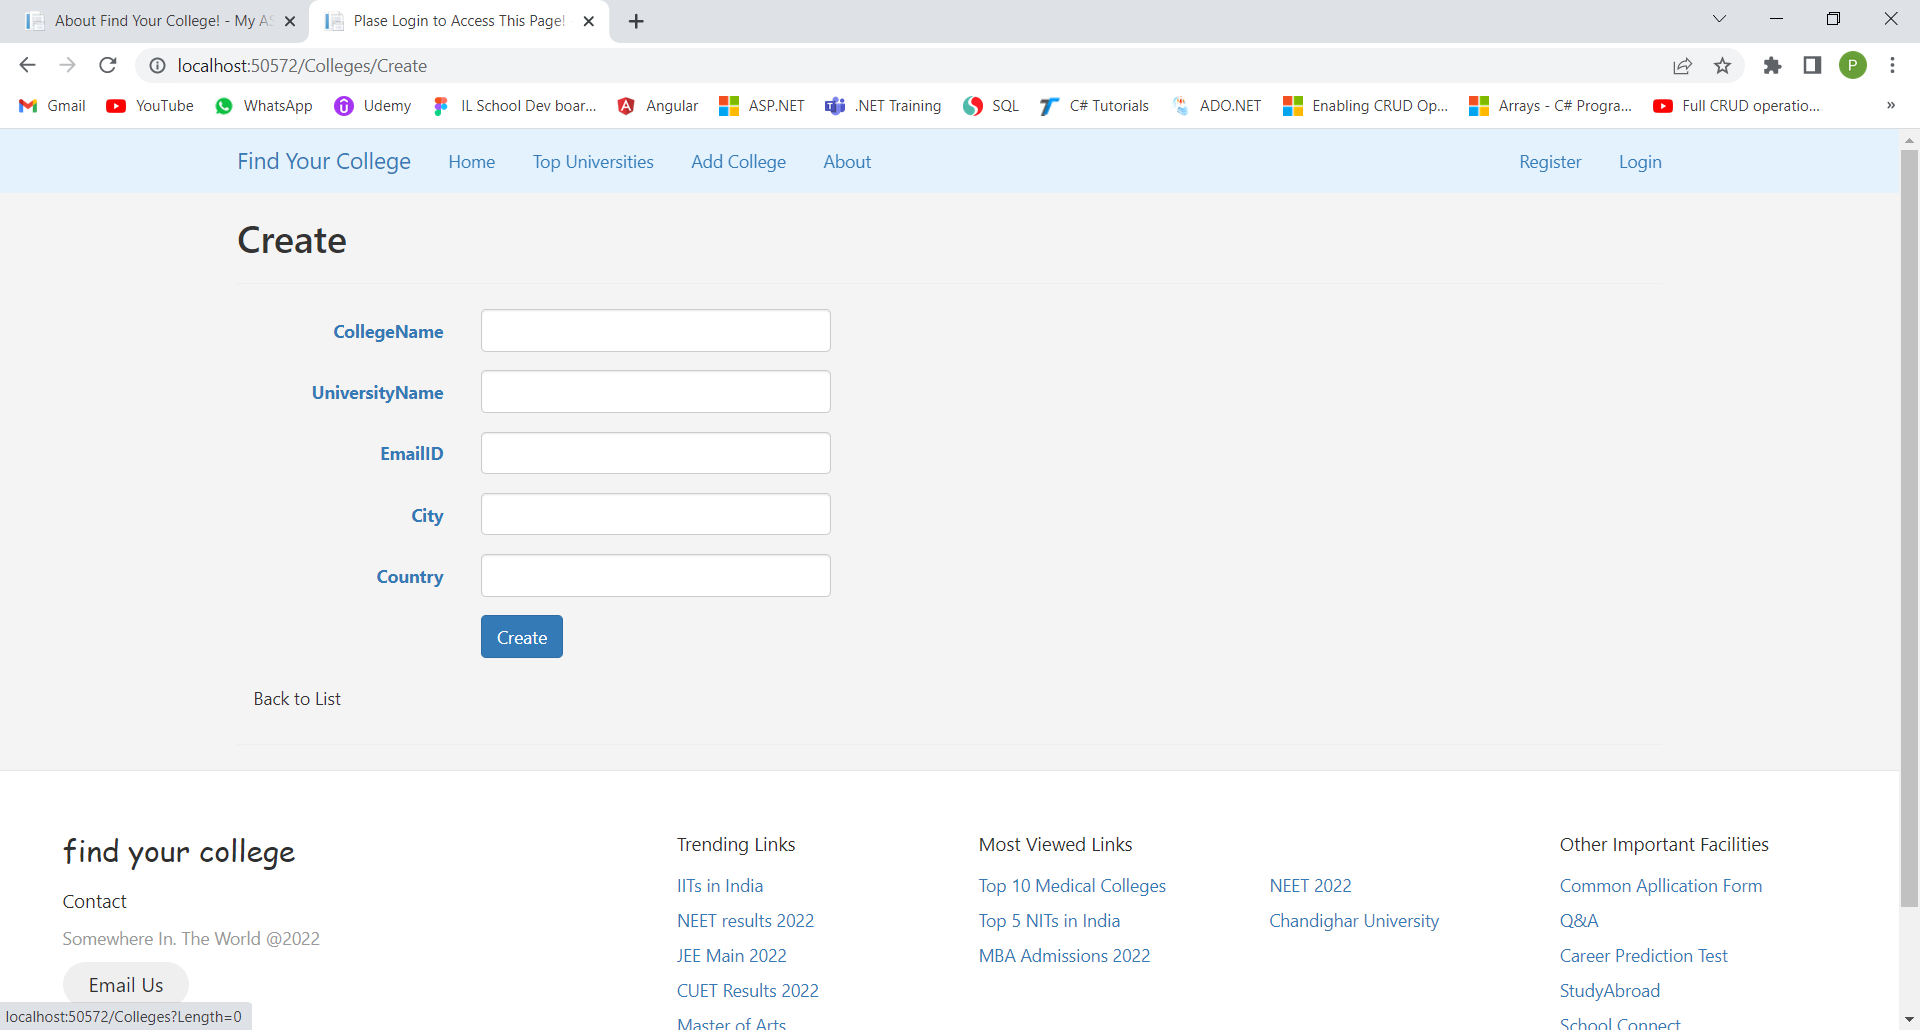 About Find Your College! - My AS
Plase Login to Access This Page!
localhost:50572/Colleges/Create
P
Gmail YouTube WhatsApp Udemy IL School Dev boar... Angular ASP.NET .NET Training SQL C# Tutorials ADO.NET Enabling CRUD Op... Arrays - C# Progra... Full CRUD operatio... »
Find Your College Home Top Universities Add College About Register Login
Create
CollegeName
UniversityName
EmailID
City
Country
Create
Back to List
find your college
Contact
Somewhere In. The World @2022
Email Us
Trending Links
IITs in India
NEET results 2022
JEE Main 2022
CUET Results 2022
Master of Arts
Most Viewed Links
Top 10 Medical Colleges
Top 5 NITs in India
MBA Admissions 2022
NEET 2022
Chandighar University
Other Important Facilities
Common Apllication Form
Q&A
Career Prediction Test
StudyAbroad
School Connect
localhost:50572/Colleges?Length=0